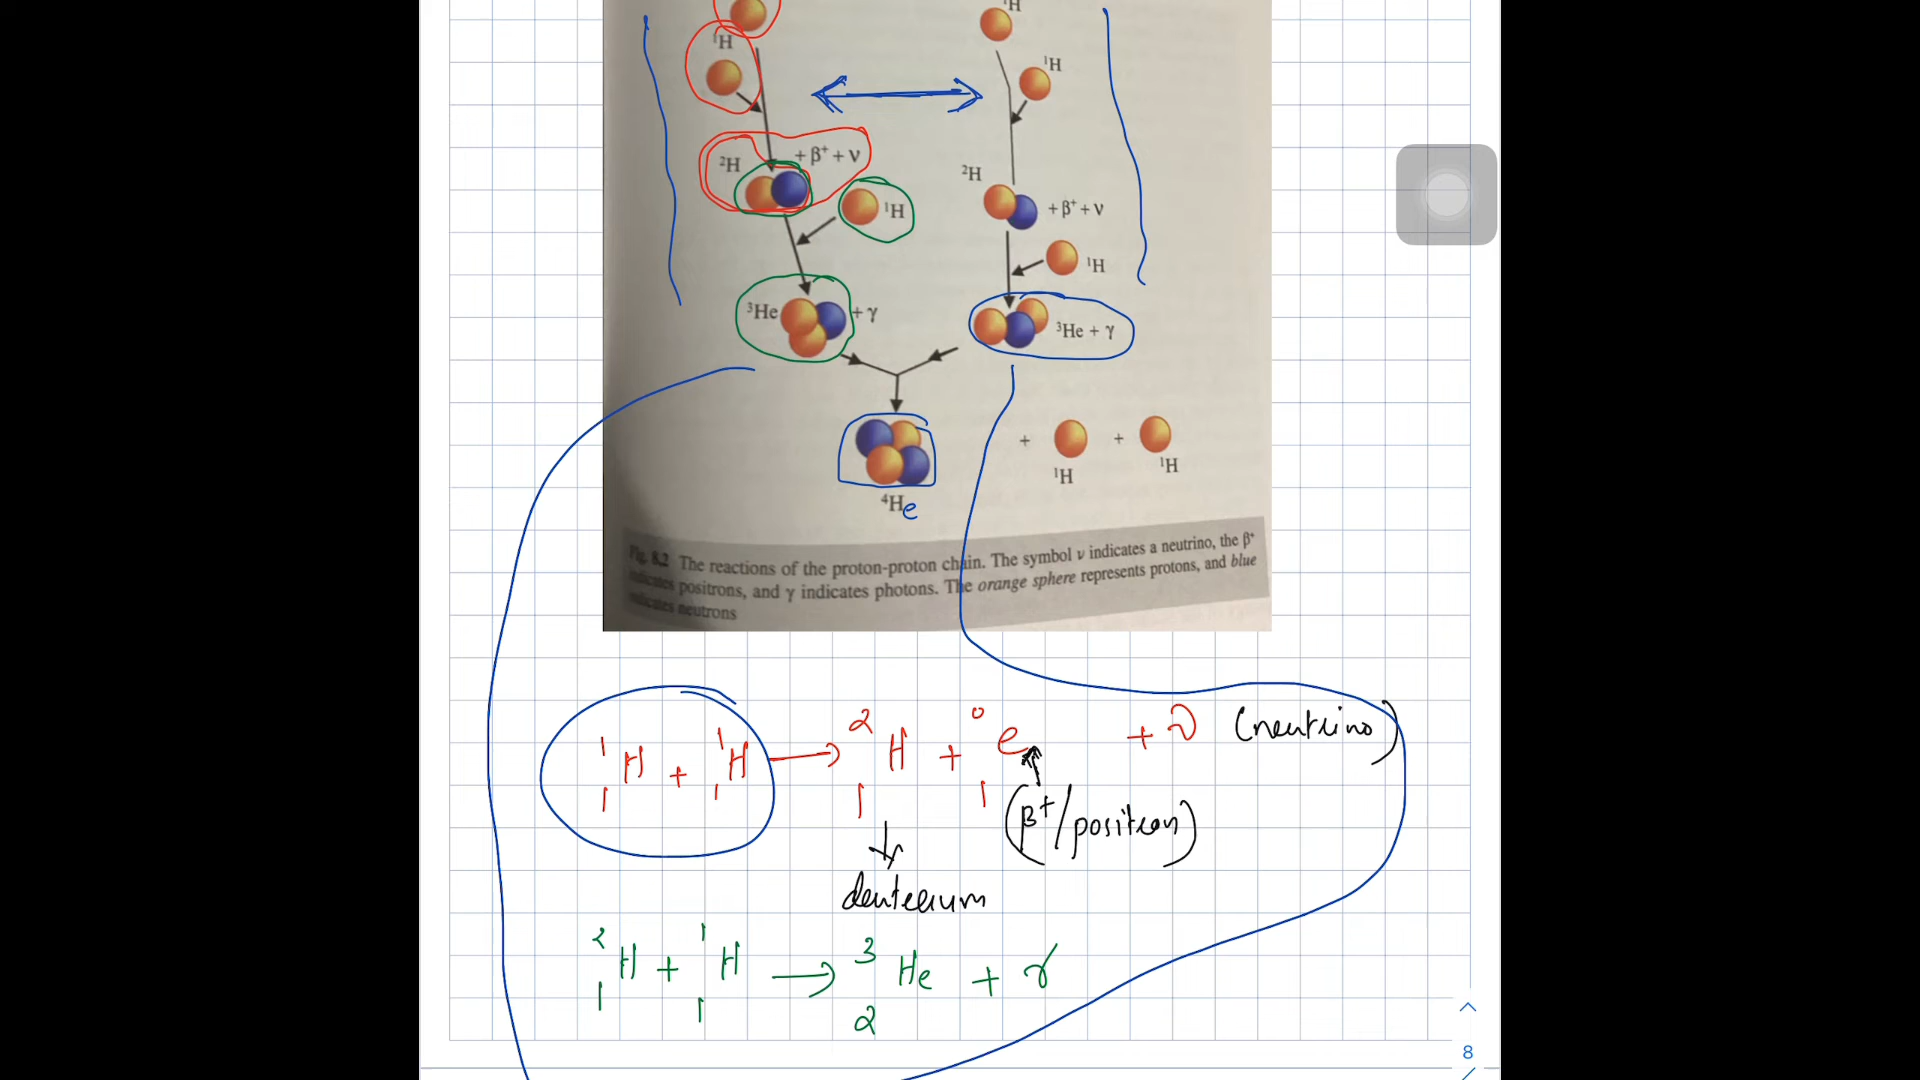 ¹H
¹H
¹H
²H + β⁺ + ν
²H
¹H
+ β⁺ + ν
¹H
³He + γ
³He + γ
⁴He
+ ¹H + ¹H
Fig. 8.2 The reactions of the proton-proton chain. The symbol ν indicates a neutrino, the β⁺
indicates positrons, and γ indicates photons. The orange sphere represents protons, and blue
indicates neutrons
¹₁H + ¹₁H → ²₁H + ⁰₁e + ν (neutrino)
(β⁺/positron)
deuterium
²₁H + ¹₁H → ³₂He + γ
8